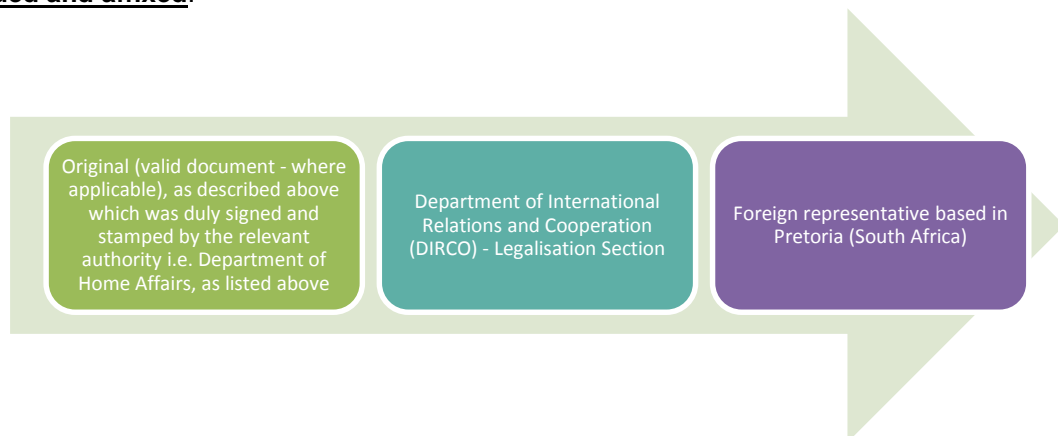 Original (valid document - where
applicable), as described above
which was duly signed and
stamped by the relevant
authority i.e. Department of
Home Affairs, as listed above
Department of International
Relations and Cooperation
(DIRCO) - Legalisation Section
Foreign representative based in
Pretoria (South Africa)